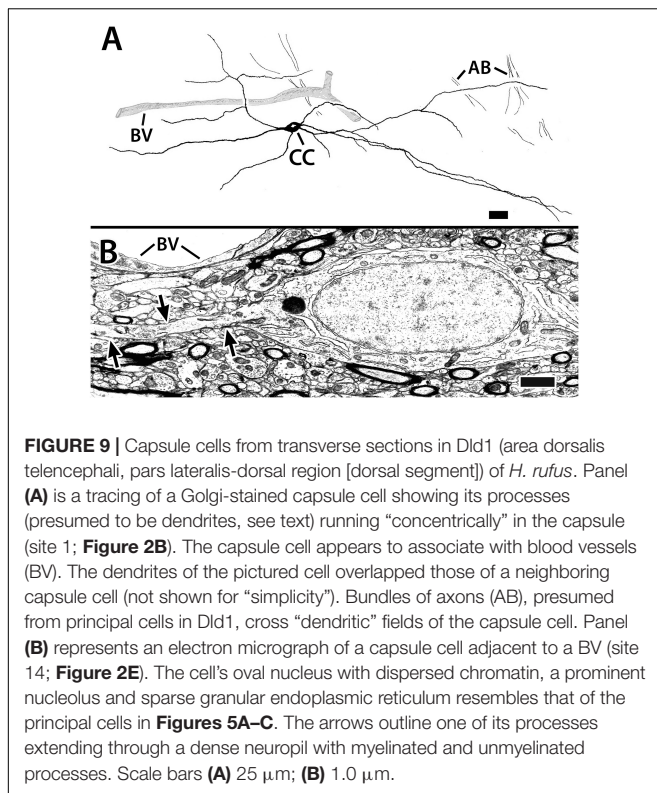 A
AB
BV
CC
B
BV
FIGURE 9 | Capsule cells from transverse sections in Dld1 (area dorsalis
telencephali, pars lateralis-dorsal region [dorsal segment]) of H. rufus. Panel
(A) is a tracing of a Golgi-stained capsule cell showing its processes
(presumed to be dendrites, see text) running “concentrically” in the capsule
(site 1; Figure 2B). The capsule cell appears to associate with blood vessels
(BV). The dendrites of the pictured cell overlapped those of a neighboring
capsule cell (not shown for “simplicity”). Bundles of axons (AB), presumed
from principal cells in Dld1, cross “dendritic” fields of the capsule cell. Panel
(B) represents an electron micrograph of a capsule cell adjacent to a BV (site
14; Figure 2E). The cell’s oval nucleus with dispersed chromatin, a prominent
nucleolus and sparse granular endoplasmic reticulum resembles that of the
principal cells in Figures 5A–C. The arrows outline one of its processes
extending through a dense neuropil with myelinated and unmyelinated
processes. Scale bars (A) 25 μm; (B) 1.0 μm.